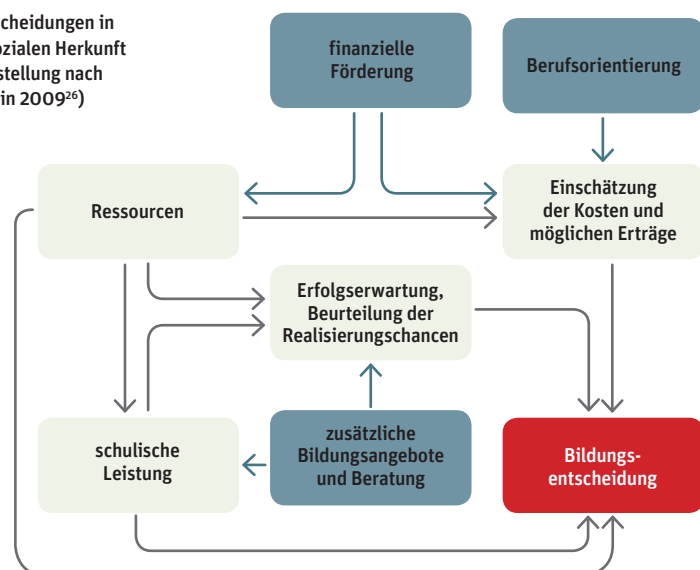 cheidungen in
ozialen Herkunft
stellung nach
in 2009²⁶)
finanzielle
Förderung
Berufsorientierung
Ressourcen
Einschätzung
der Kosten und
möglichen Erträge
Erfolgserwartung,
Beurteilung der
Realisierungschancen
schulische
Leistung
zusätzliche
Bildungsangebote
und Beratung
Bildungs-
entscheidung